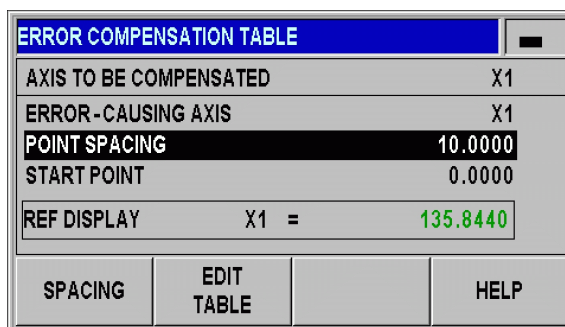 ERROR COMPENSATION TABLE
AXIS TO BE COMPENSATED X1
ERROR-CAUSING AXIS X1
POINT SPACING 10.0000
START POINT 0.0000
REF DISPLAY X1 = 135.8440
SPACING EDIT TABLE HELP